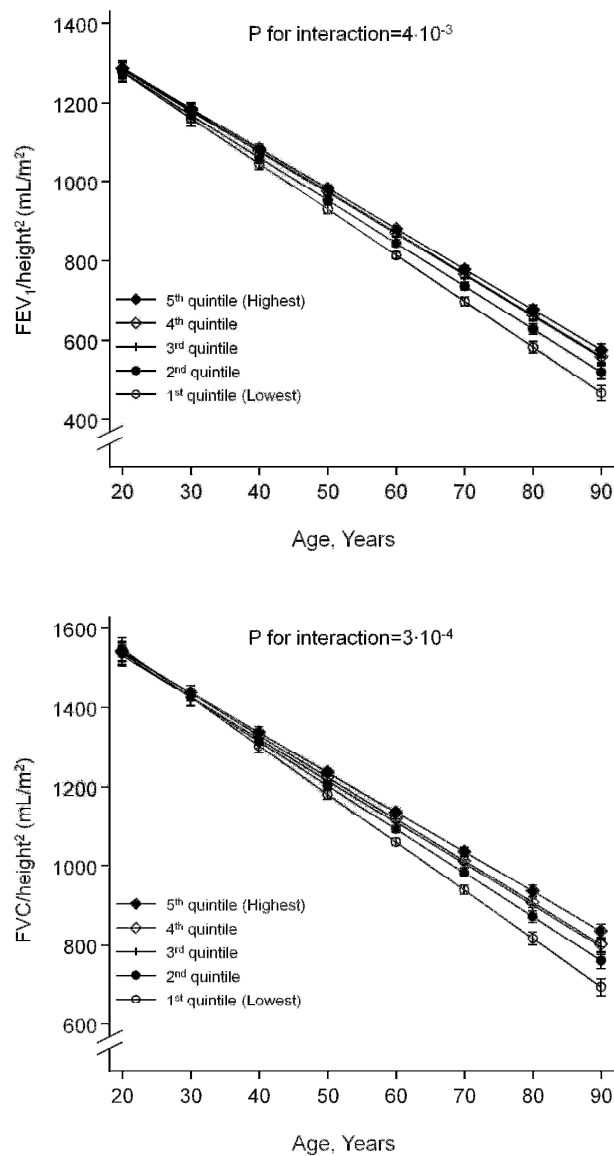 1400
P for interaction=4·10⁻³
1200
1000
800
600
400
FEV₁/height² (mL/m²)
5ᵗʰ quintile (Highest)
4ᵗʰ quintile
3ʳᵈ quintile
2ⁿᵈ quintile
1ˢᵗ quintile (Lowest)
20 30 40 50 60 70 80 90
Age, Years
1600
P for interaction=3·10⁻⁴
1400
1200
1000
800
600
FVC/height² (mL/m²)
5ᵗʰ quintile (Highest)
4ᵗʰ quintile
3ʳᵈ quintile
2ⁿᵈ quintile
1ˢᵗ quintile (Lowest)
20 30 40 50 60 70 80 90
Age, Years